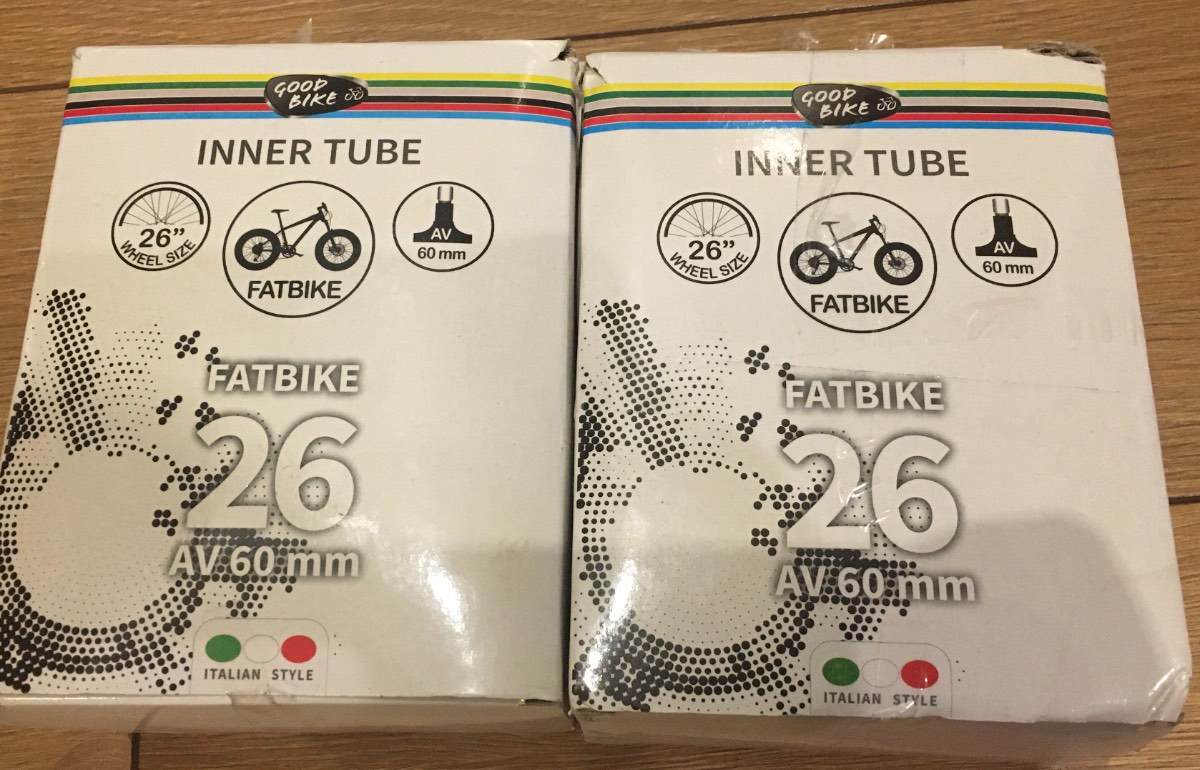 GOOD
BIKE
INNER TUBE
26”
WHEEL SIZE
FATBIKE
AV
60 mm
FATBIKE
26
AV 60 mm
ITALIAN STYLE
GOOD
BIKE
INNER TUBE
26”
WHEEL SIZE
FATBIKE
AV
60 mm
FATBIKE
26
AV 60 mm
ITALIAN STYLE